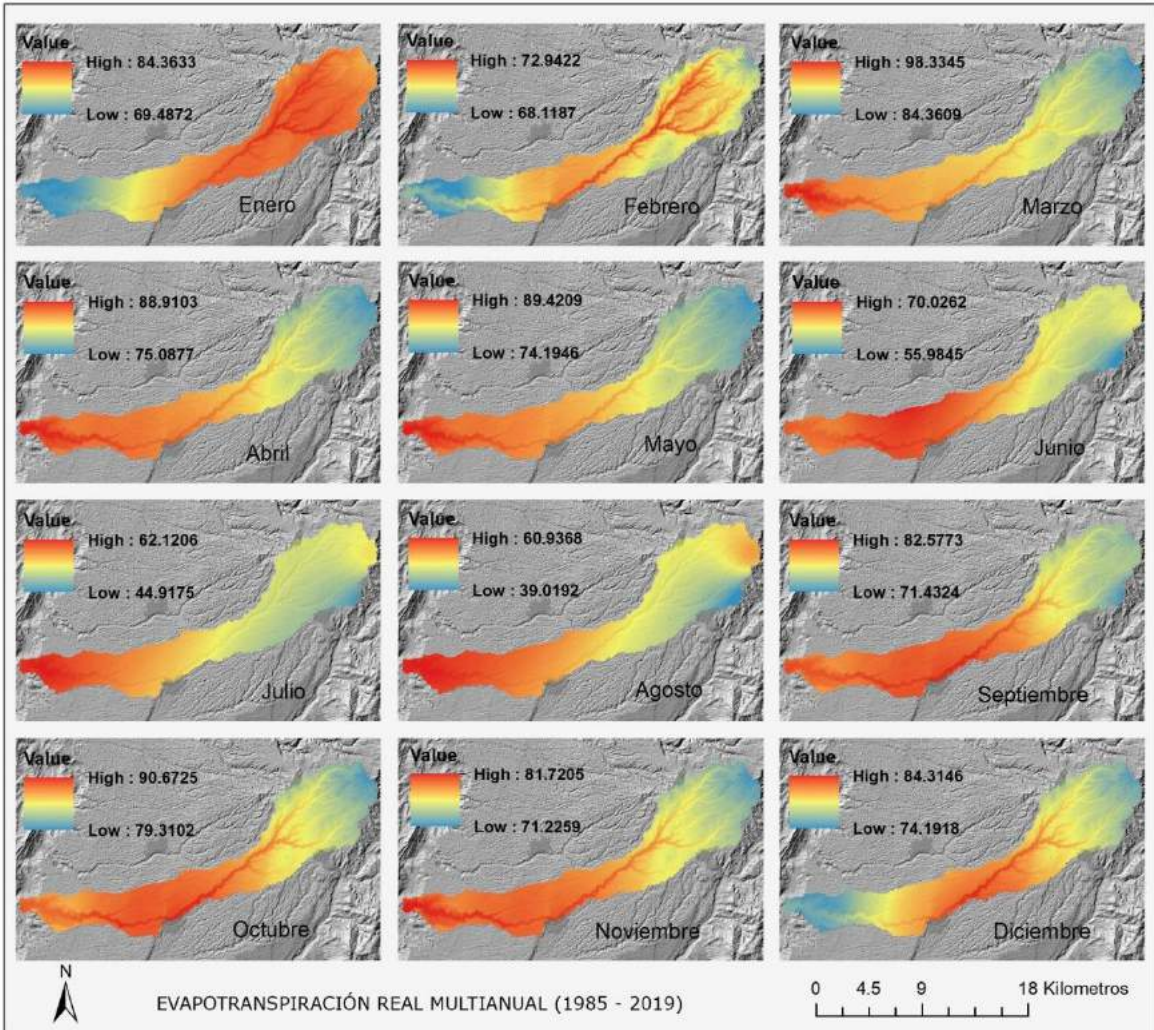 Value
High : 84.3633
Low : 69.4872
Enero
Value
High : 72.9422
Low : 68.1187
Febrero
Value
High : 98.3345
Low : 84.3609
Marzo
Value
High : 88.9103
Low : 75.0877
Abril
Value
High : 89.4209
Low : 74.1946
Mayo
Value
High : 70.0262
Low : 55.9845
Junio
Value
High : 62.1206
Low : 44.9175
Julio
Value
High : 60.9368
Low : 39.0192
Agosto
Value
High : 82.5773
Low : 71.4324
Septiembre
Value
High : 90.6725
Low : 79.3102
Octubre
Value
High : 81.7205
Low : 71.2259
Noviembre
Value
High : 84.3146
Low : 74.1918
Diciembre
N
EVAPOTRANSPIRACIÓN REAL MULTIANUAL (1985 - 2019)
0 4.5 9 18 Kilometros